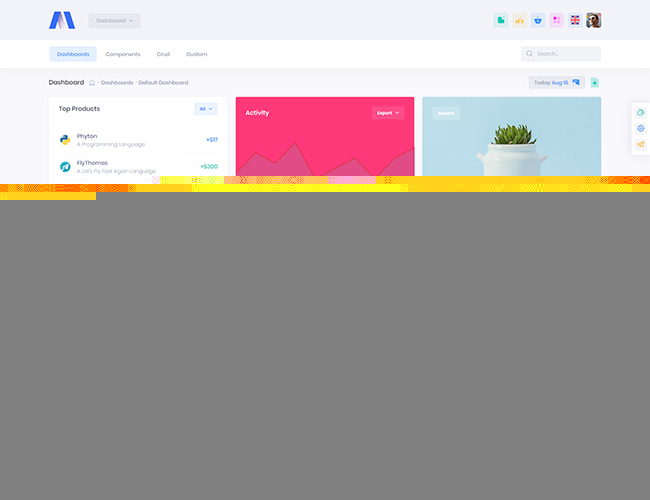 Dashboard
Dashboards Components Crud Custom
Search...
Dashboard - Dashboards - Default Dashboard
Today Aug 16
Top Products
All
Phyton
A Programming Language
+$17
FlyThemes
A Let's Fly Fast Again Language
+$300
Activity
Export
Recent